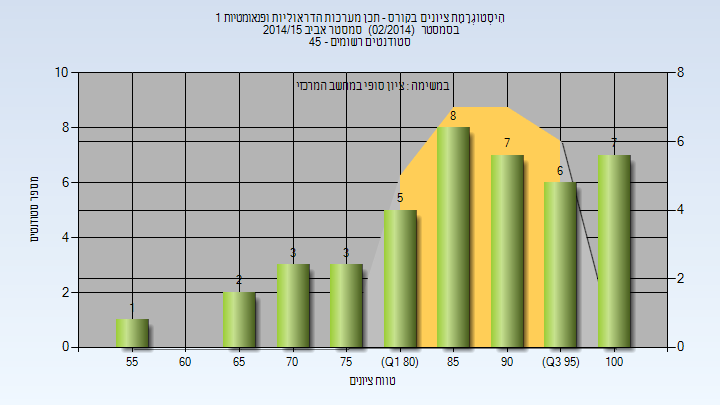 הִיסְטוֹגְרַמַת ציונים בקורס - תכן מערכות הדראוליות ופנאומטיות 1
בסמסטר (02/2014) סמסטר אביב 2014/15
סטודנטים רשומים - 45
במשימה : ציון סופי במחשב המרכזי
מספר סטודנטים
10 8 6 4 2 0
8 6 4 2 0
1 2 3 3 5 8 7 6 7
55 60 65 70 75 (Q1 80) 85 90 (Q3 95) 100
טווח ציונים